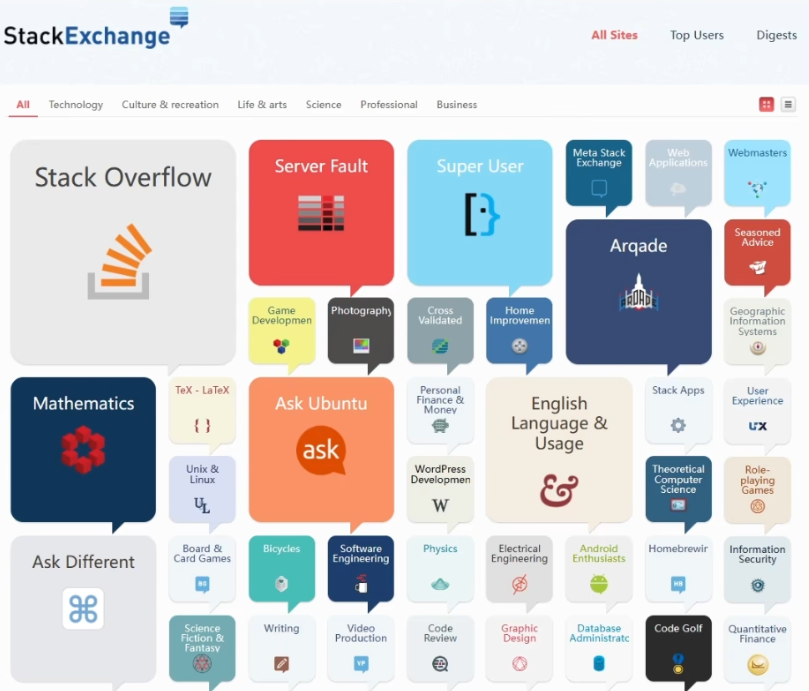 StackExchange
All Sites Top Users Digests
All Technology Culture & recreation Life & arts Science Professional Business
Stack Overflow
Server Fault
Super User
Meta Stack
Exchange
Web
Applications
Webmasters
Arqade
ARQADE
Seasoned
Advice
Game
Developmen
Photography
Cross
Validated
Home
Improvemen
Geographic
Information
Systems
Mathematics
TeX - LaTeX
{ }
Ask Ubuntu
ask
Personal
Finance &
Money
English
Language &
Usage
&
Stack Apps
User
Experience
UX
Unix &
Linux
UL
WordPress
Developmen
W
Theoretical
Computer
Science
Role-
playing
Games
Ask Different
⌘
Board &
Card Games
BG
Bicycles
Software
Engineering
Physics
Electrical
Engineering
Android
Enthusiasts
Homebrewir
HB
Information
Security
Science
Fiction &
Fantasy
Writing
Video
Production
VP
Code
Review
Graphic
Design
Database
Administratc
Code Golf
Quantitative
Finance